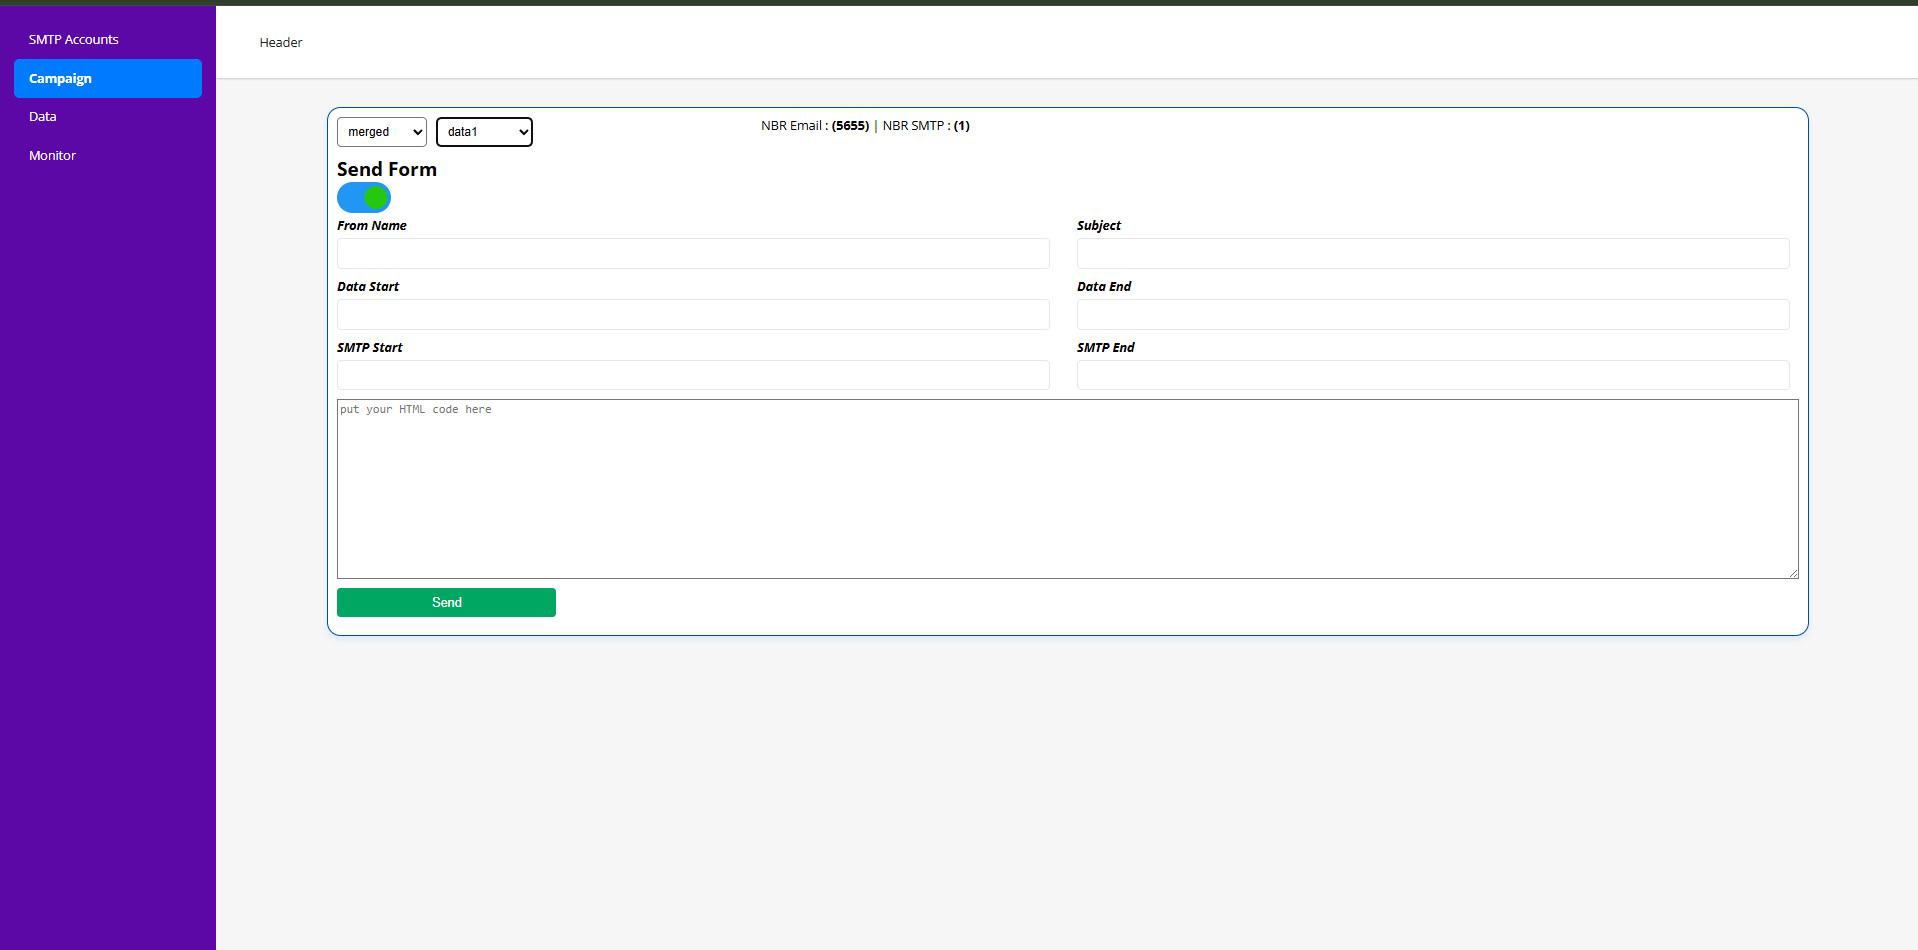 SMTP Accounts
Campaign
Data
Monitor
Header
merged data1 NBR Email : (5655) | NBR SMTP : (1)
Send Form
From Name Subject
Data Start Data End
SMTP Start SMTP End
put your HTML code here
Send